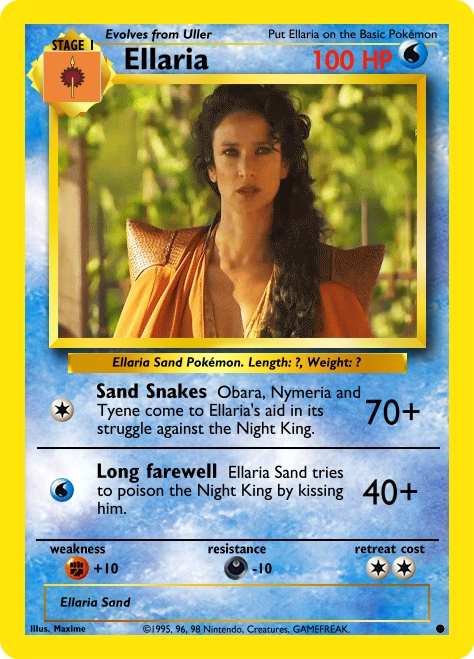 Evolves from Uller
Put Ellaria on the Basic Pokémon
STAGE 1
Ellaria
100 HP
Ellaria Sand Pokémon. Length: ?, Weight: ?
Sand Snakes Obara, Nymeria and
Tyene come to Ellaria's aid in its
struggle against the Night King.
70+
Long farewell Ellaria Sand tries
to poison the Night King by kissing
him.
40+
weakness
resistance
retreat cost
+10
-10
Ellaria Sand
Illus. Maxime
©1995, 96, 98 Nintendo, Creatures, GAMEFREAK.